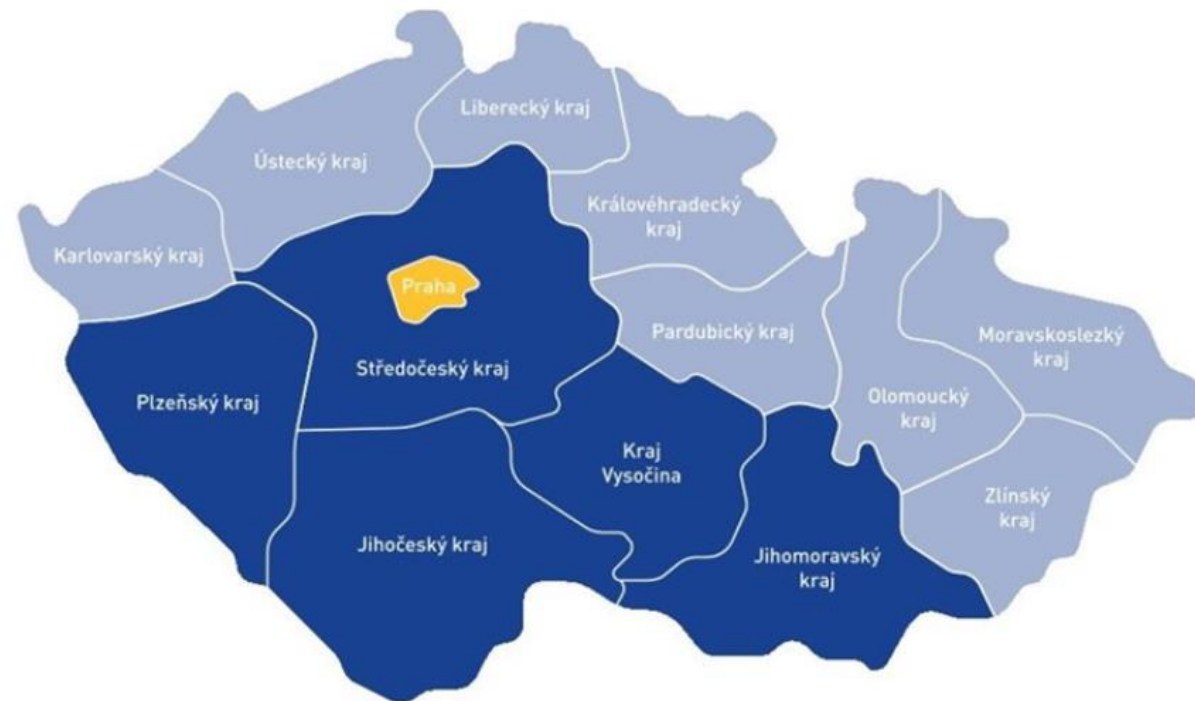 Liberecký kraj
Ústecký kraj
Královéhradecký
kraj
Karlovarský kraj
Praha
Pardubický kraj
Moravskoslezký
kraj
Středočeský kraj
Plzeňský kraj
Olomoucký
kraj
Kraj
Vysočina
Zlínský
kraj
Jihočeský kraj
Jihomoravský
kraj